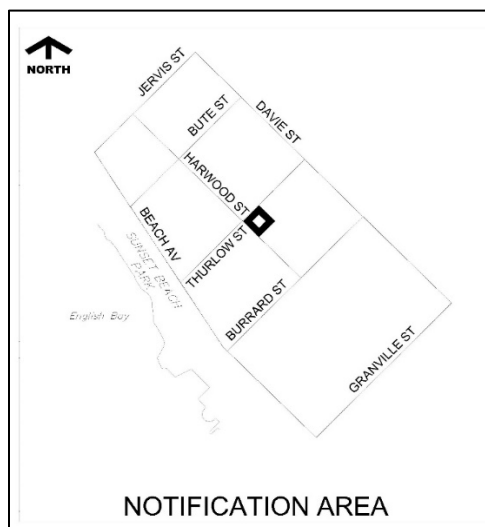 NORTH
JERVIS ST
BUTE ST
DAVIE ST
HARWOOD ST
BEACH AV
SUNSET BEACH
PARK
THURLOW ST
English Bay
BURRARD ST
GRANVILLE ST
NOTIFICATION AREA